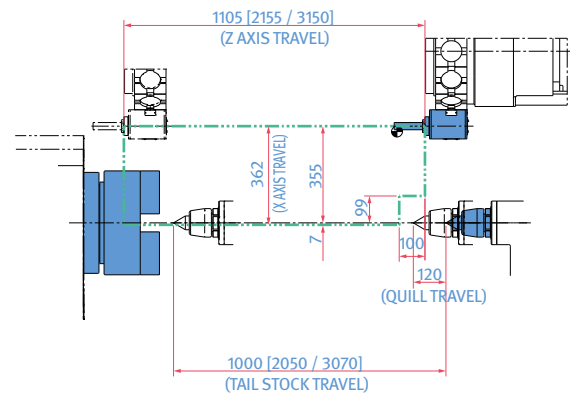 1105 [2155 / 3150]
(Z AXIS TRAVEL)
362
(X AXIS TRAVEL)
355
99
7
100
120
(QUILL TRAVEL)
1000 [2050 / 3070]
(TAIL STOCK TRAVEL)